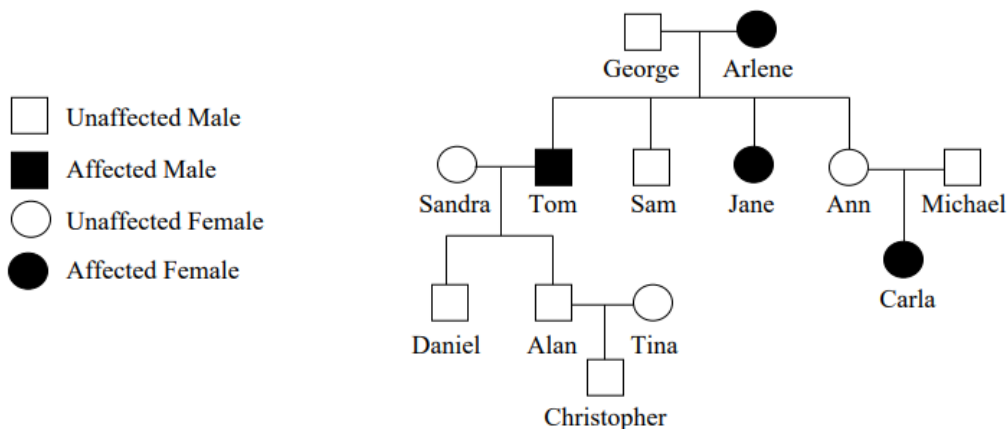 George Arlene
Unaffected Male
Affected Male
Unaffected Female
Affected Female
Sandra Tom Sam Jane Ann Michael
Carla
Daniel Alan Tina
Christopher